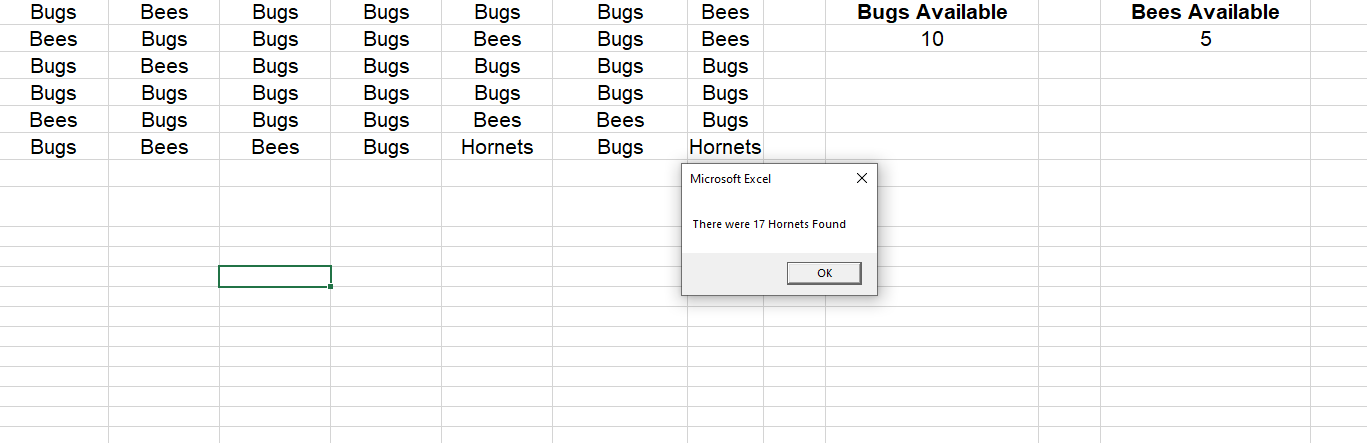 Bugs Bees Bugs Bugs Bugs Bugs Bees Bugs Available Bees Available
Bees Bugs Bugs Bugs Bees Bugs Bees 10 5
Bugs Bees Bugs Bugs Bugs Bugs Bugs
Bugs Bugs Bugs Bugs Bugs Bugs Bugs
Bees Bugs Bugs Bugs Bees Bees Bugs
Bugs Bees Bees Bugs Hornets Bugs Hornets
Microsoft Excel
There were 17 Hornets Found
OK